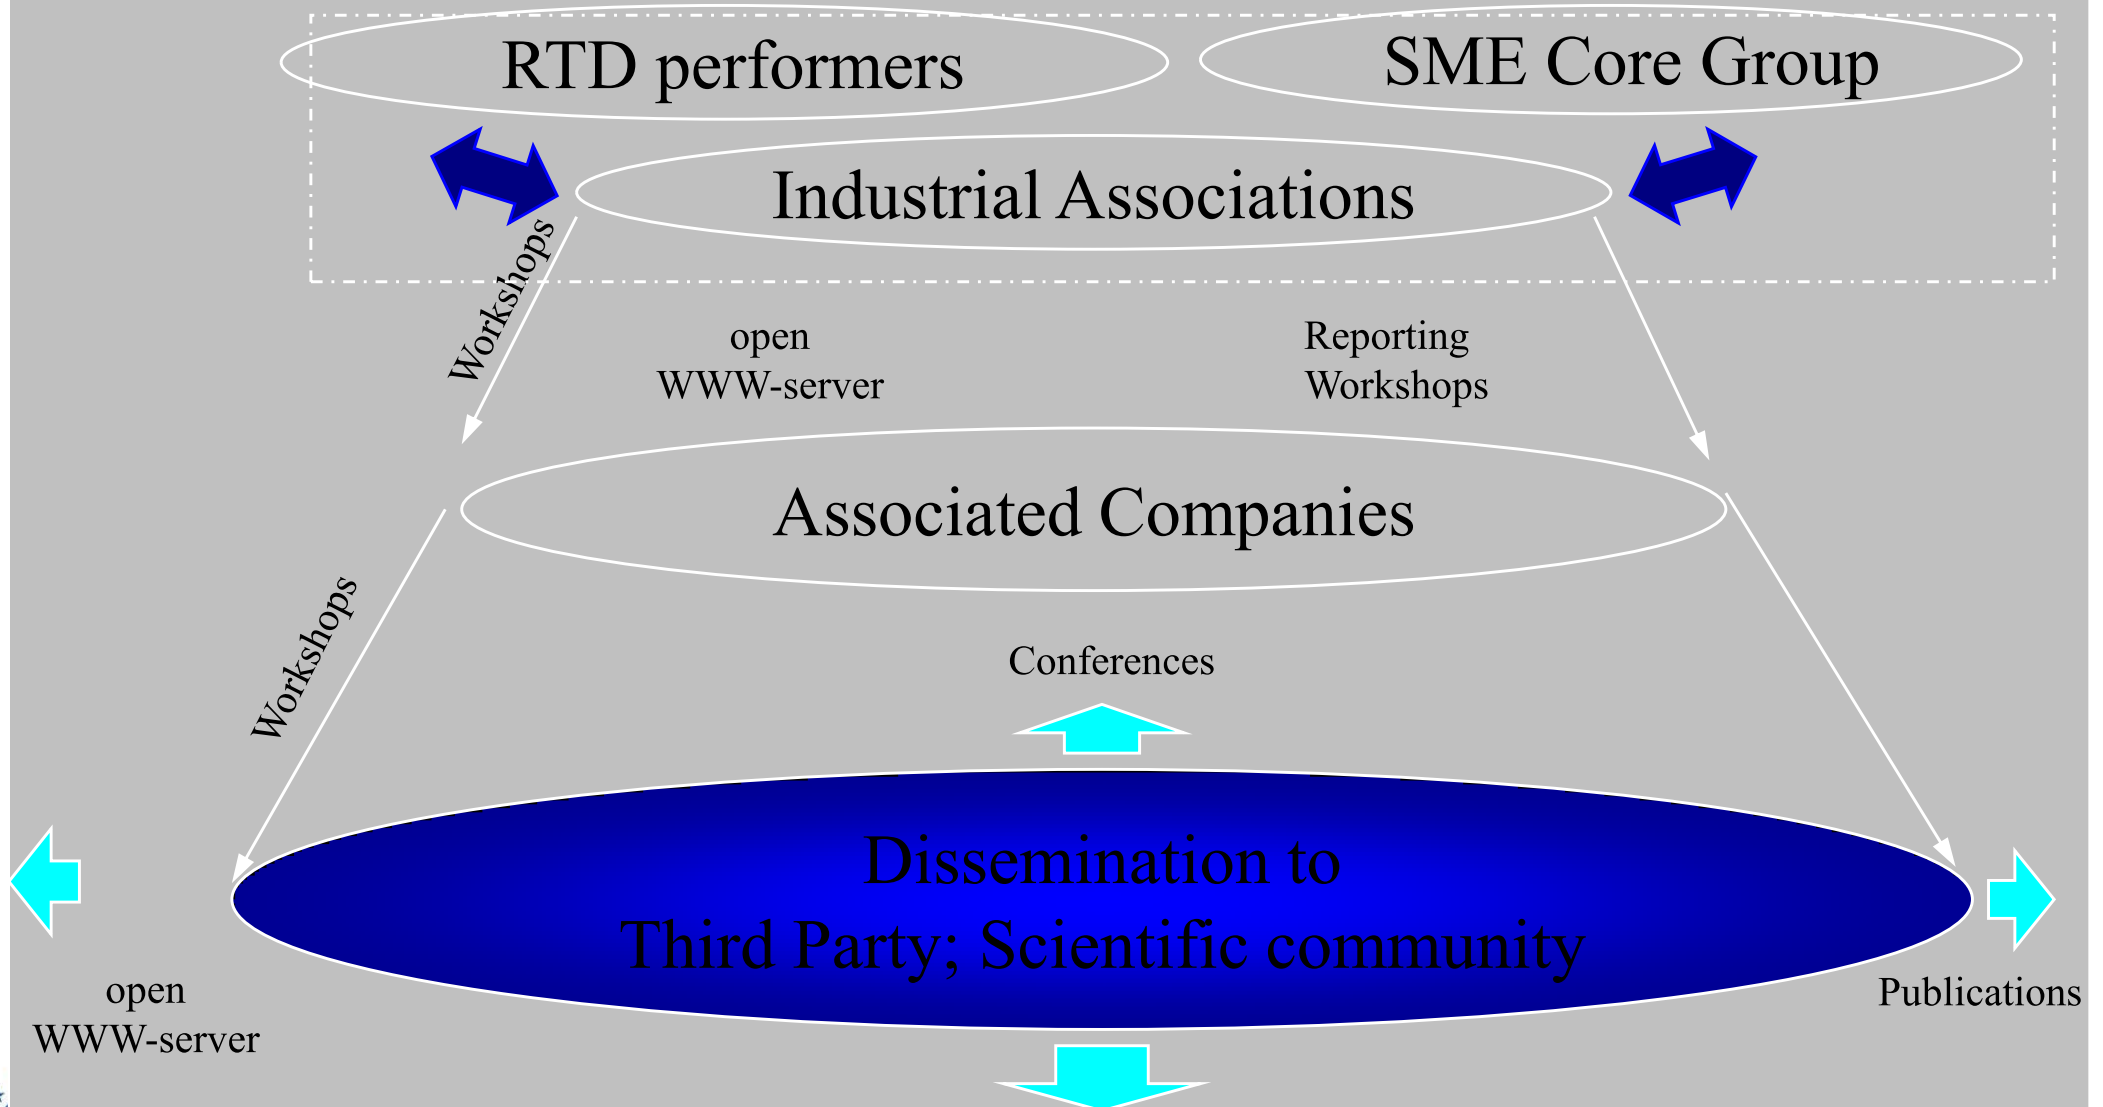 RTD performers
SME Core Group
Industrial Associations
Workshops
open
WWW-server
Reporting
Workshops
Associated Companies
Workshops
Conferences
Dissemination to
Third Party; Scientific community
open
WWW-server
Publications